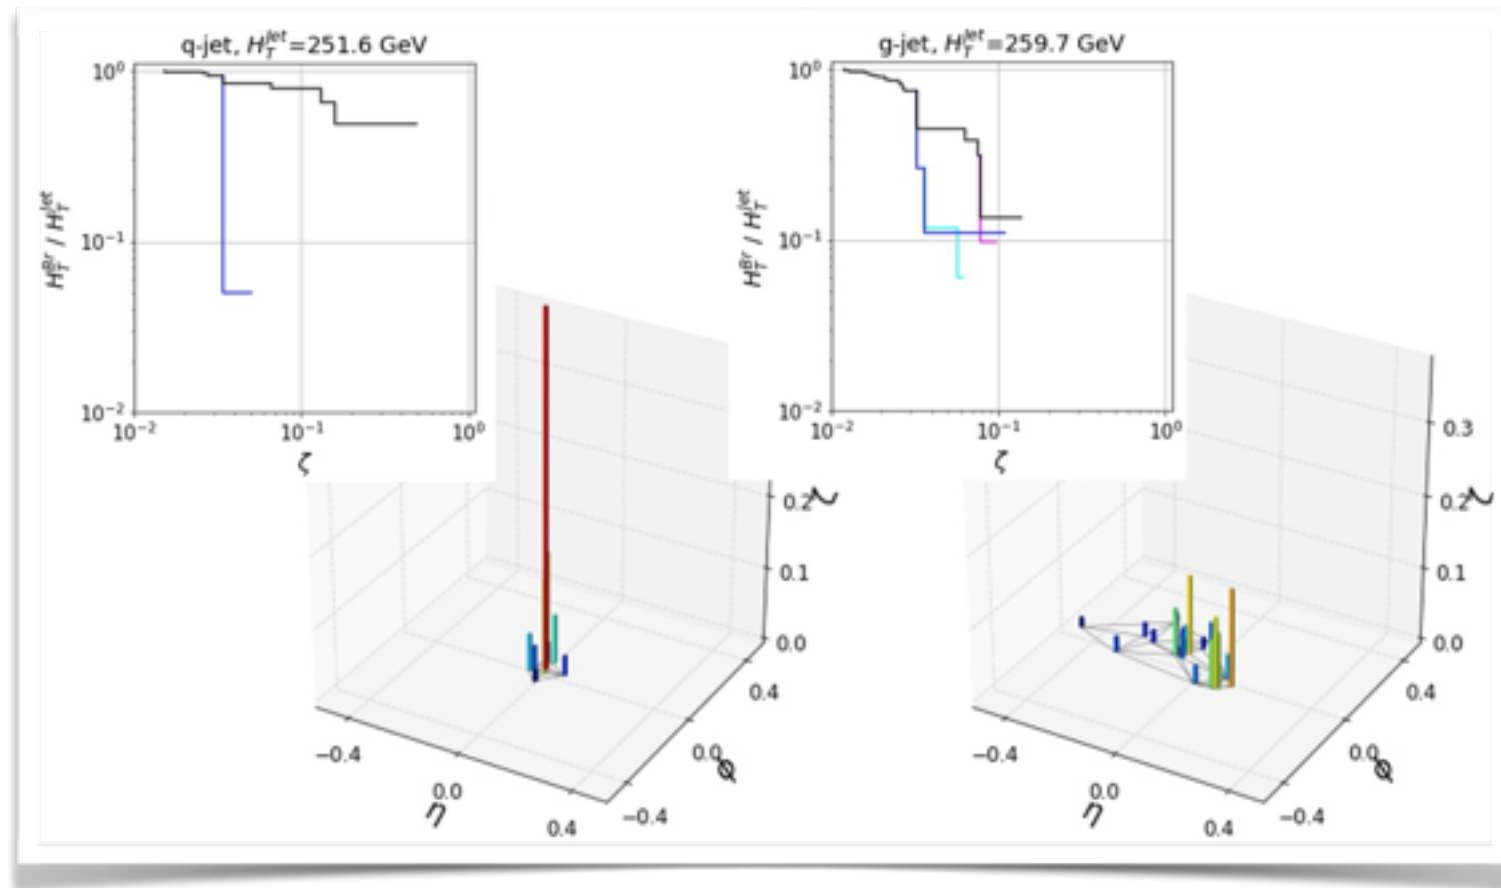 q-jet, H_T^Jet=251.6 GeV
10^0
10^-1
10^-2
H_T^Br / H_T^Jet
10^-2
10^-1
10^0
ζ
0.2
ζ
0.1
0.0
0.4
0.0
ϕ
−0.4
−0.4
0.0
η
0.4
g-jet, H_T^Jet=259.7 GeV
10^0
10^-1
10^-2
H_T^Br / H_T^Jet
10^-2
10^-1
10^0
ζ
0.3
0.2
ζ
0.1
0.0
0.4
0.0
ϕ
−0.4
−0.4
0.0
η
0.4